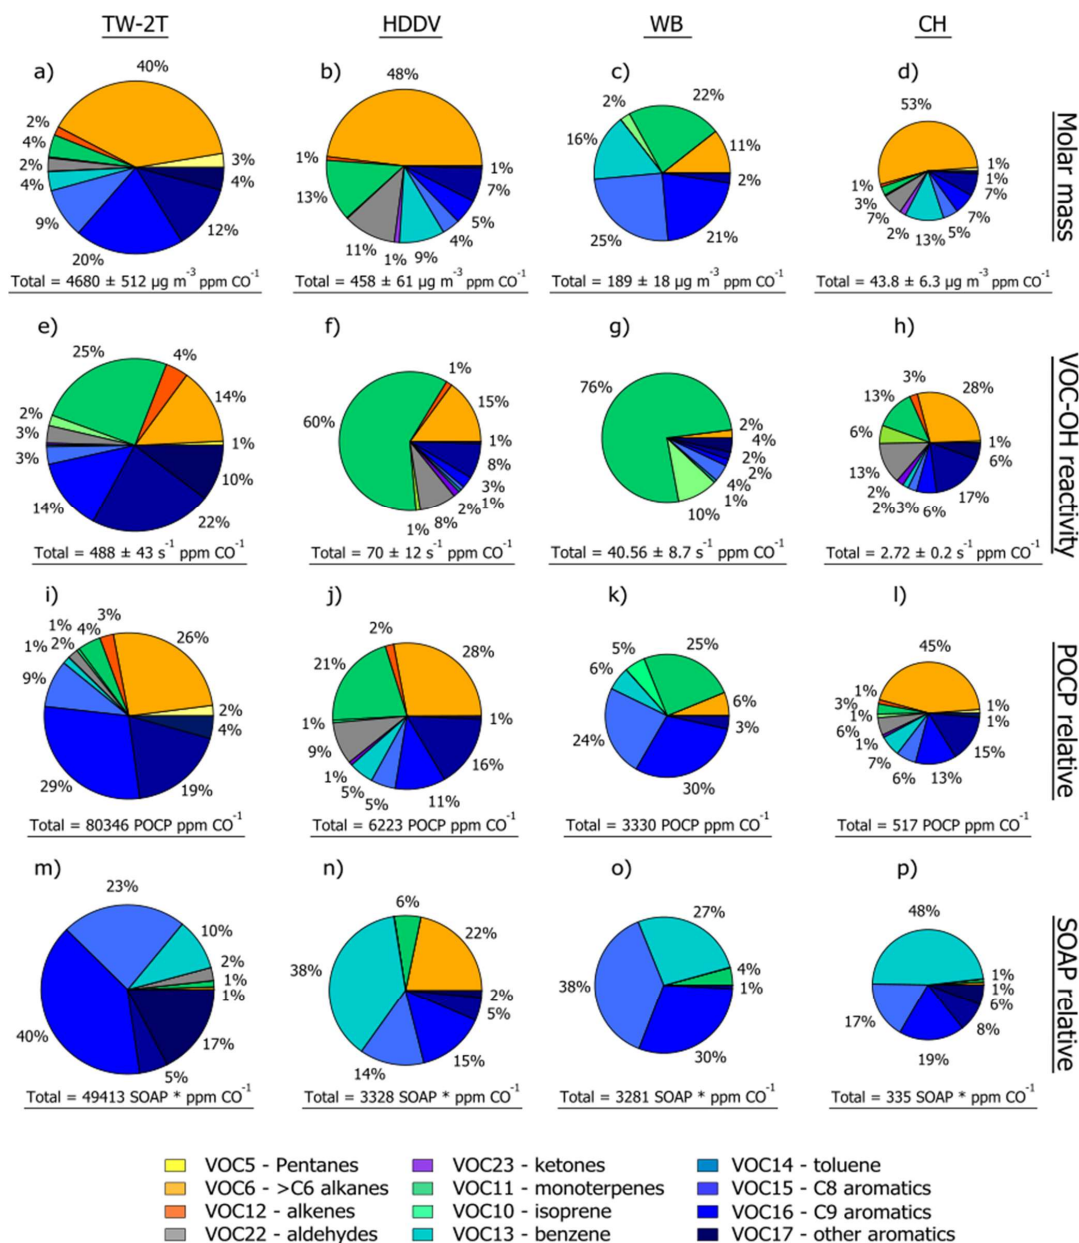 TW-2T HDDV WB CH
a) b) c) d)
40% 2% 4% 2% 4% 9% 20% 12% 4% 3%
48% 1% 13% 11% 1% 9% 4% 5% 7% 1%
22% 2% 16% 25% 21% 2% 11%
53% 1% 3% 7% 2% 13% 5% 7% 7% 1% 1%
Molar mass
Total = 4680 ± 512 µg m-3 ppm CO-1
Total = 458 ± 61 µg m-3 ppm CO-1
Total = 189 ± 18 µg m-3 ppm CO-1
Total = 43.8 ± 6.3 µg m-3 ppm CO-1
e) f) g) h)
25% 4% 14% 1% 10% 22% 14% 3% 3% 2%
60% 1% 15% 1% 8% 3% 1% 2% 8% 1%
76% 2% 4% 2% 2% 4% 1% 10%
3% 28% 1% 6% 17% 6% 3% 2% 2% 13% 6% 13%
VOC-OH reactivity
Total = 488 ± 43 s-1 ppm CO-1
Total = 70 ± 12 s-1 ppm CO-1
Total = 40.56 ± 8.7 s-1 ppm CO-1
Total = 2.72 ± 0.2 s-1 ppm CO-1
i) j) k) l)
3% 26% 2% 4% 19% 29% 9% 1% 2% 1% 4%
2% 28% 1% 16% 11% 5% 5% 1% 9% 1% 21%
5% 25% 6% 3% 30% 24% 6%
45% 1% 1% 15% 13% 6% 7% 1% 6% 1% 3% 1%
POCP relative
Total = 80346 POCP ppm CO-1
Total = 6223 POCP ppm CO-1
Total = 3330 POCP ppm CO-1
Total = 517 POCP ppm CO-1
m) n) o) p)
23% 10% 2% 1% 1% 17% 5% 40%
6% 22% 2% 5% 15% 14% 38%
27% 4% 1% 30% 38%
48% 1% 1% 6% 8% 19% 17%
SOAP relative
Total = 49413 SOAP * ppm CO-1
Total = 3328 SOAP * ppm CO-1
Total = 3281 SOAP * ppm CO-1
Total = 335 SOAP * ppm CO-1
VOC5 - Pentanes
VOC6 - >C6 alkanes
VOC12 - alkenes
VOC22 - aldehydes
VOC23 - ketones
VOC11 - monoterpenes
VOC10 - isoprene
VOC13 - benzene
VOC14 - toluene
VOC15 - C8 aromatics
VOC16 - C9 aromatics
VOC17 - other aromatics